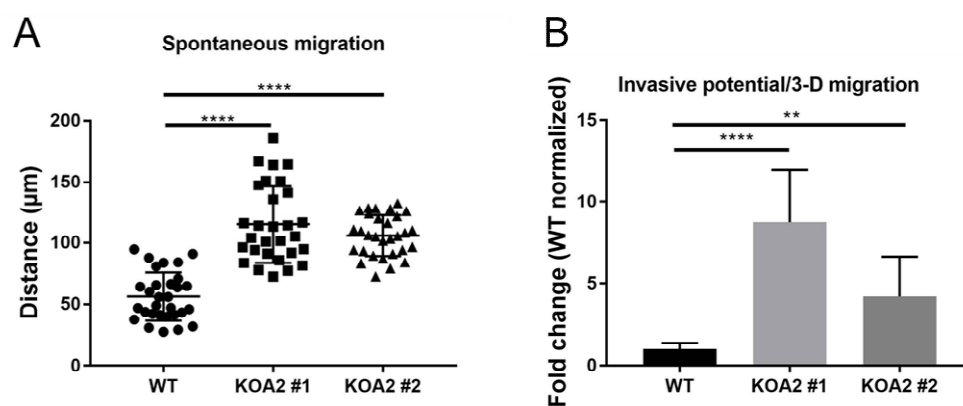 A
Spontaneous migration
****
****
Distance (µm)
200
150
100
50
0
WT
KOA2 #1
KOA2 #2
B
Invasive potential/3-D migration
**
****
Fold change (WT normalized)
15
10
5
0
WT
KOA2 #1
KOA2 #2